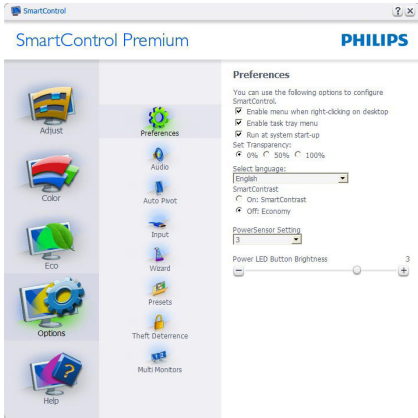 SmartControl
SmartControl Premium
PHILIPS
Adjust
Color
Eco
Options
Help
Preferences
Audio
Auto Pivot
Input
Wizard
Presets
Theft Deterrence
Multi Monitors
Preferences
You can use the following options to configure
SmartControl.
Enable menu when right-clicking on desktop
Enable task tray menu
Run at system start-up
Set Transparency:
0% 50% 100%
Select language:
English
SmartContrast
On: SmartContrast
Off: Economy
PowerSensor Setting
3
Power LED Button Brightness 3